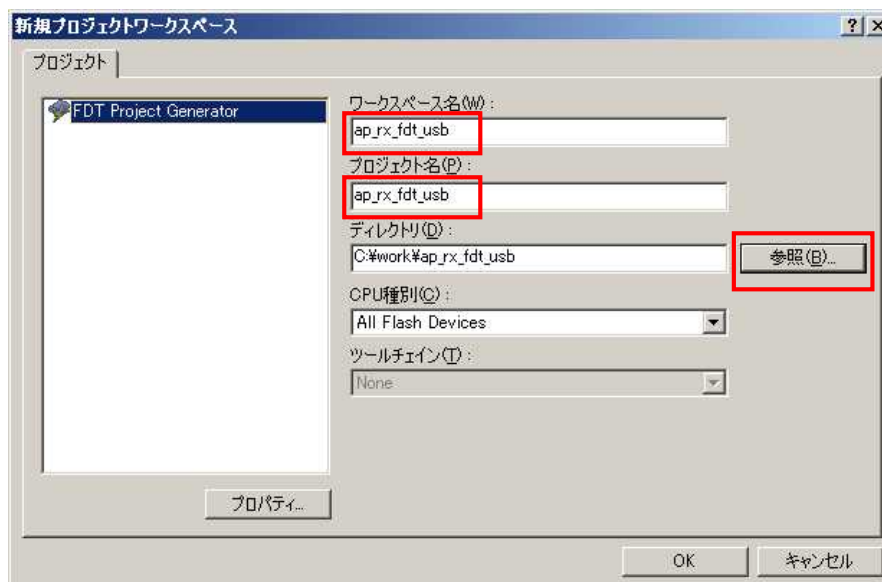 新規プロジェクトワークスペース
プロジェクト
FDT Project Generator
ワークスペース名(W):
ap_rx_fdt_usb
プロジェクト名(P):
ap_rx_fdt_usb
ディレクトリ(D):
C:¥work¥ap_rx_fdt_usb
参照(B)...
CPU種別(C):
All Flash Devices
ツールチェイン(T):
None
プロパティ...
OK
キャンセル